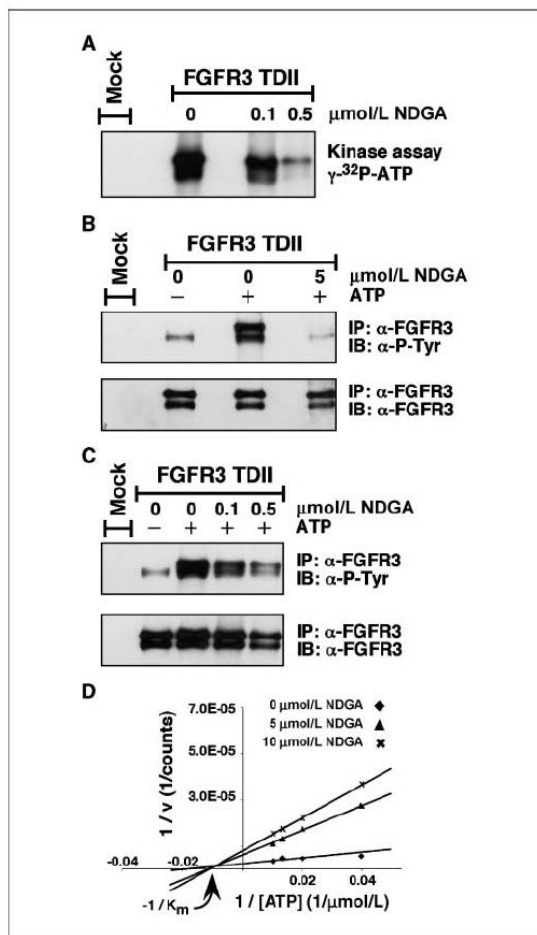 A
Mock
FGFR3 TDII
0 0.1 0.5 μmol/L NDGA
Kinase assay
γ-³²P-ATP
B
Mock
FGFR3 TDII
0 0 5 μmol/L NDGA
− + + ATP
IP: α-FGFR3
IB: α-P-Tyr
IP: α-FGFR3
IB: α-FGFR3
C
Mock
FGFR3 TDII
0 0 0.1 0.5 μmol/L NDGA
− + + + ATP
IP: α-FGFR3
IB: α-P-Tyr
IP: α-FGFR3
IB: α-FGFR3
D
7.0E-05
0 μmol/L NDGA
5 μmol/L NDGA
10 μmol/L NDGA
1 / v (1/counts)
3.0E-05
-0.04 -0.02 0.02 0.04
-1 / Km
1 / [ATP] (1/μmol/L)